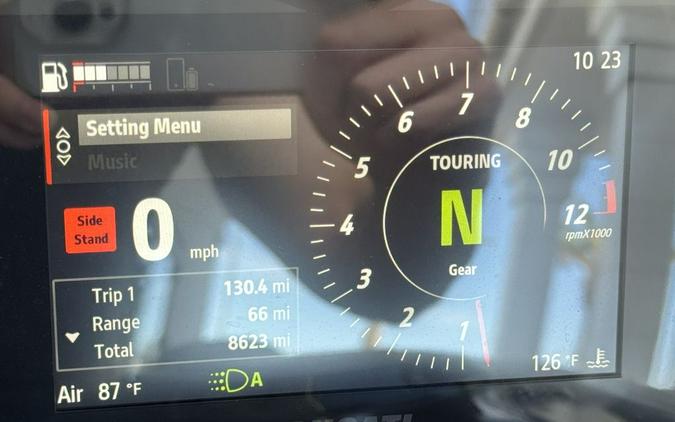 10 23
Setting Menu
Music
Side
Stand
0 mph
Trip 1 130.4 mi
Range 66 mi
Total 8623 mi
Air 87 °F
A
1
2
3
4
5
6
7
8
10
12
rpmX1000
TOURING
N
Gear
126 °F